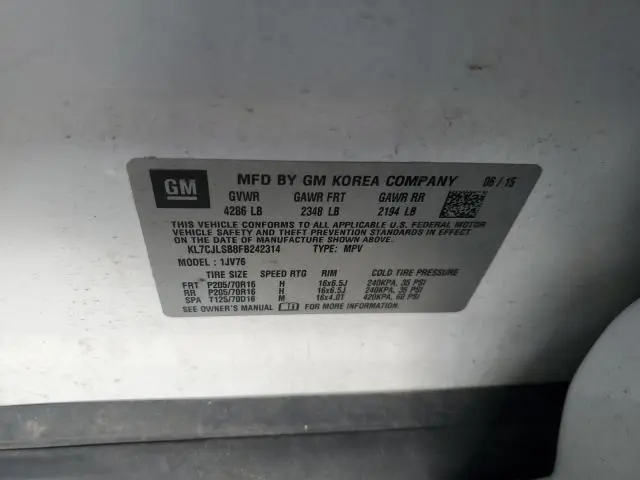 GM
MFD BY GM KOREA COMPANY 06/15
GVWR GAWR FRT GAWR RR
4286 LB 2348 LB 2194 LB
THIS VEHICLE CONFORMS TO ALL APPLICABLE U.S. FEDERAL MOTOR
VEHICLE SAFETY AND THEFT PREVENTION STANDARDS IN EFFECT ON THE DATE OF MANUFACTURE SHOWN ABOVE.
KL7CJLSB8FB242314 TYPE: MPV
MODEL: 1JV76
TIRE SIZE SPEED RTG RIM COLD TIRE PRESSURE
FRT P205/70R16 H 16x6.5J 240KPA, 35 PSI
RR P205/70R16 H 16x6.5J 240KPA, 35 PSI
SPA T125/70D16 M 16x4.0T 420KPA, 60 PSI
SEE OWNER'S MANUAL FOR MORE INFORMATION.